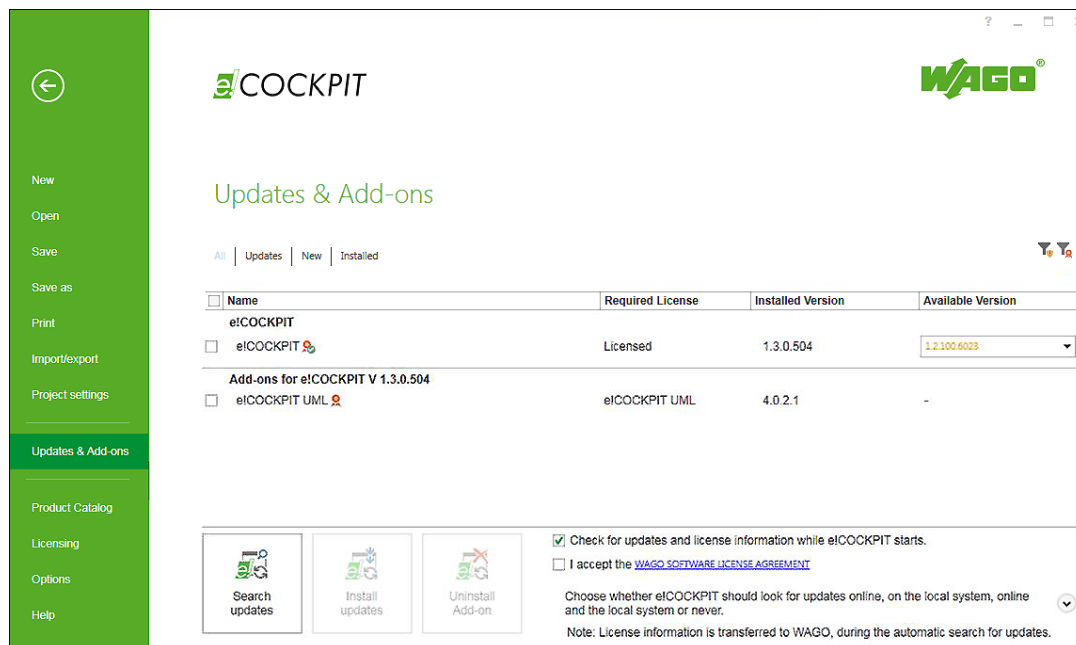 ?
e!COCKPIT
WAGO®
New
Open
Save
Save as
Print
Import/export
Project settings
Updates & Add-ons
Product Catalog
Licensing
Options
Help
Updates & Add-ons
All | Updates | New | Installed
Name Required License Installed Version Available Version
e!COCKPIT
e!COCKPIT Licensed 1.3.0.504 1.2.100.6023
Add-ons for e!COCKPIT V 1.3.0.504
e!COCKPIT UML e!COCKPIT UML 4.0.2.1 -
Search
updates
Install
updates
Uninstall
Add-on
Check for updates and license information while e!COCKPIT starts.
I accept the WAGO SOFTWARE LICENSE AGREEMENT
Choose whether e!COCKPIT should look for updates online, on the local system, online
and the local system or never.
Note: License information is transferred to WAGO, during the automatic search for updates.